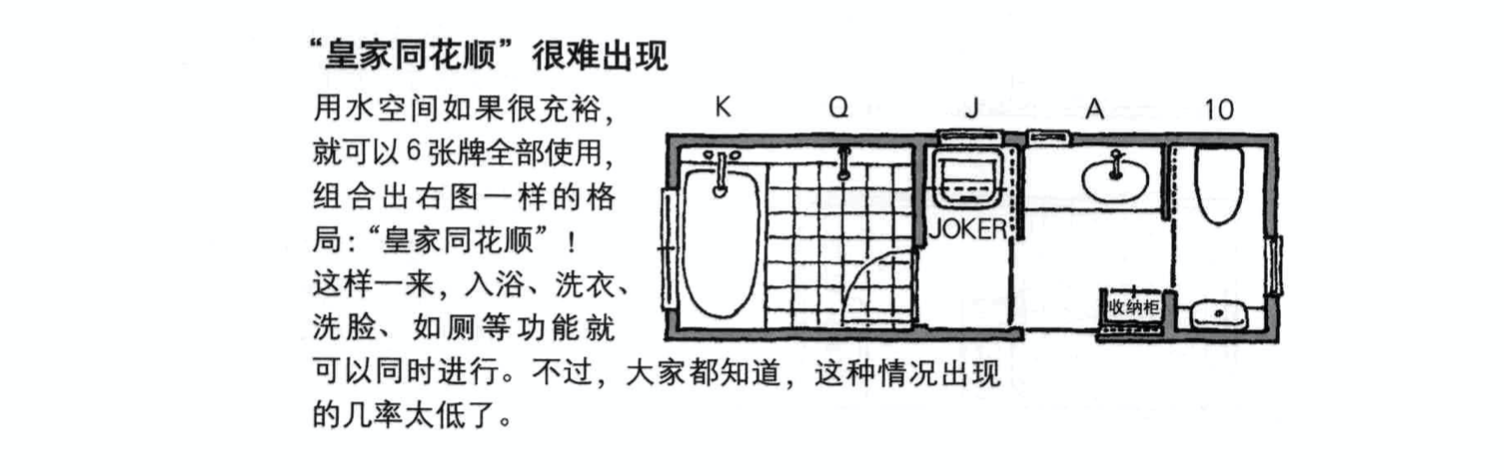 “皇家同花顺”很难出现
用水空间如果很充裕，
就可以6张牌全部使用，
组合出右图一样的格
局：“皇家同花顺”！
这样一来，入浴、洗衣、
洗脸、如厕等功能就
可以同时进行。不过，大家都知道，这种情况出现
的几率太低了。
K Q J A 10
JOKER
收纳柜